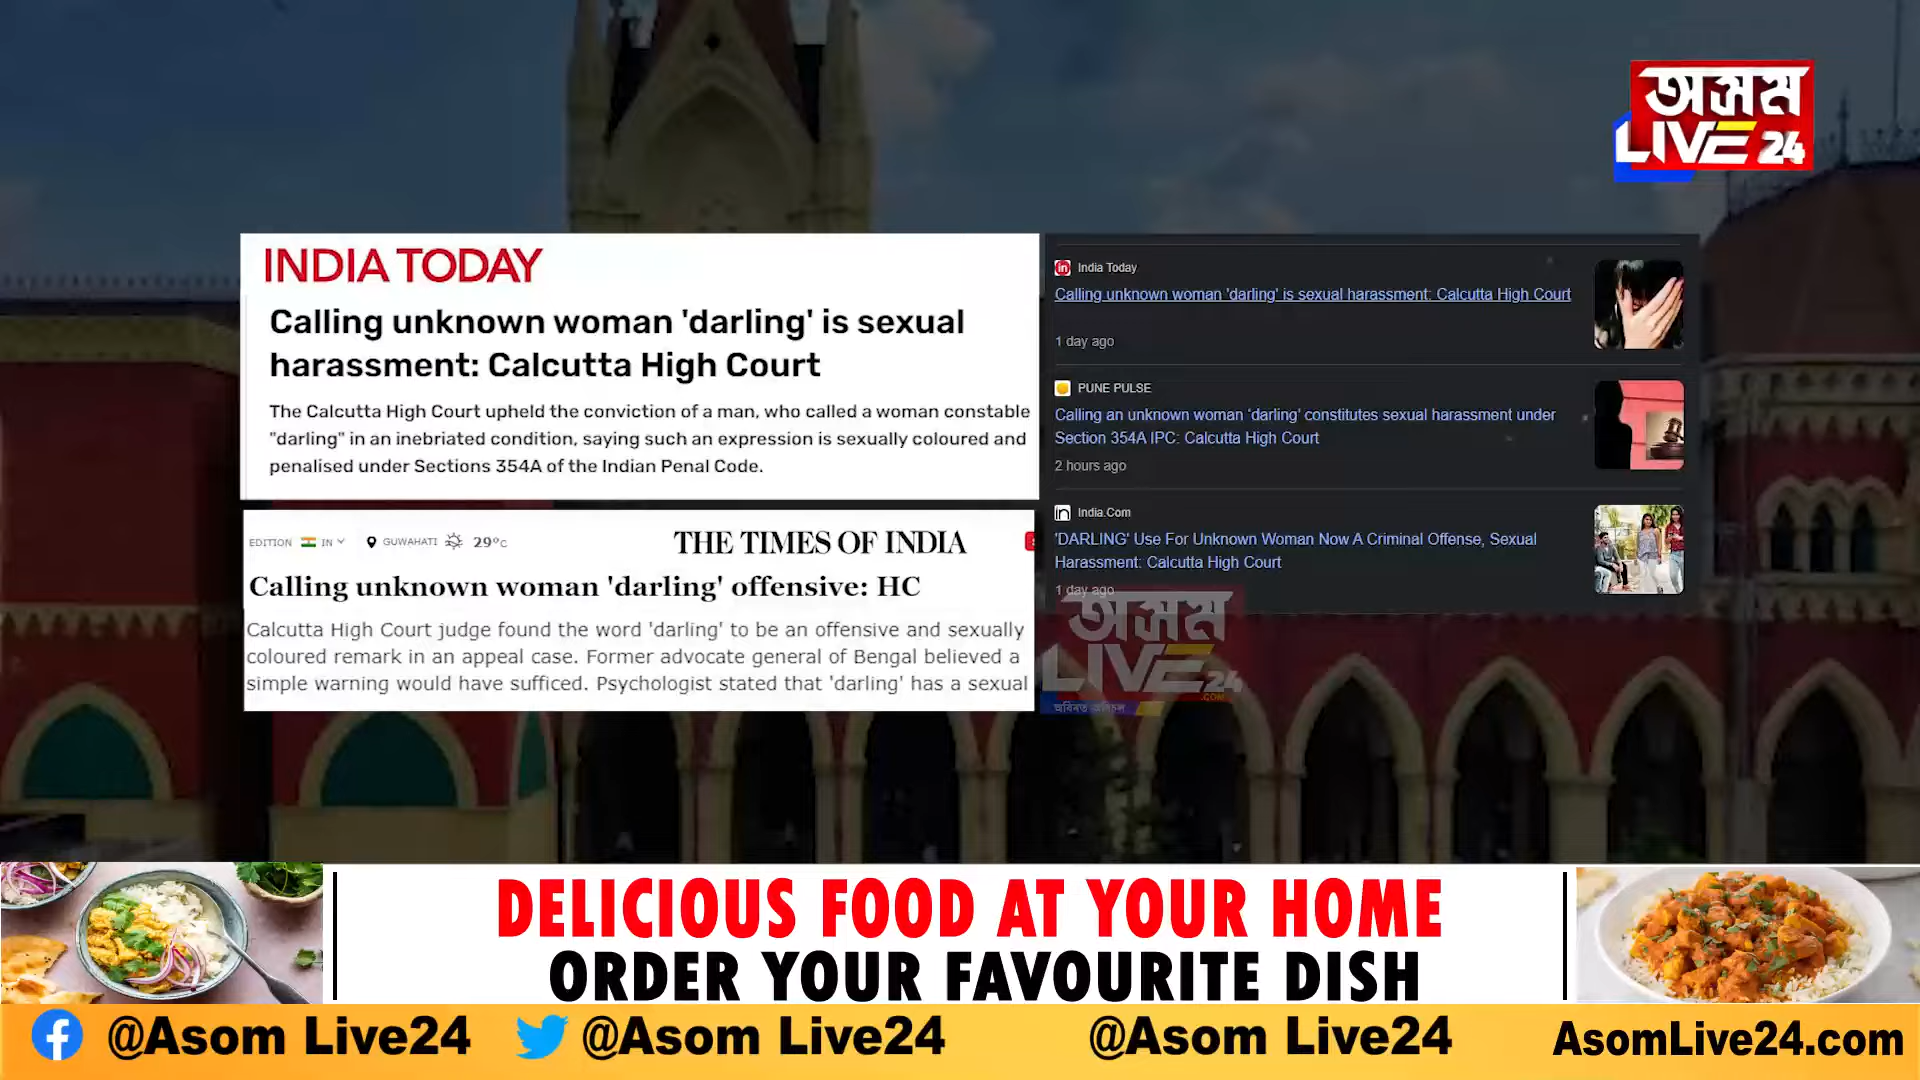 অসম
LIVE 24
INDIA TODAY
Calling unknown woman 'darling' is sexual
harassment: Calcutta High Court
The Calcutta High Court upheld the conviction of a man, who called a woman constable
"darling" in an inebriated condition, saying such an expression is sexually coloured and
penalised under Sections 354A of the Indian Penal Code.
EDITION IN GUWAHATI 29°C
THE TIMES OF INDIA
Calling unknown woman 'darling' offensive: HC
Calcutta High Court judge found the word 'darling' to be an offensive and sexually
coloured remark in an appeal case. Former advocate general of Bengal believed a
simple warning would have sufficed. Psychologist stated that 'darling' has a sexual
India Today
Calling unknown woman 'darling' is sexual harassment: Calcutta High Court
1 day ago
PUNE PULSE
Calling an unknown woman 'darling' constitutes sexual harassment under
Section 354A IPC: Calcutta High Court
2 hours ago
India.Com
'DARLING' Use For Unknown Woman Now A Criminal Offense, Sexual
Harassment: Calcutta High Court
1 day ago
অসম
LIVE 24
.COM
DELICIOUS FOOD AT YOUR HOME
ORDER YOUR FAVOURITE DISH
@Asom Live24 @Asom Live24 @Asom Live24 AsomLive24.com